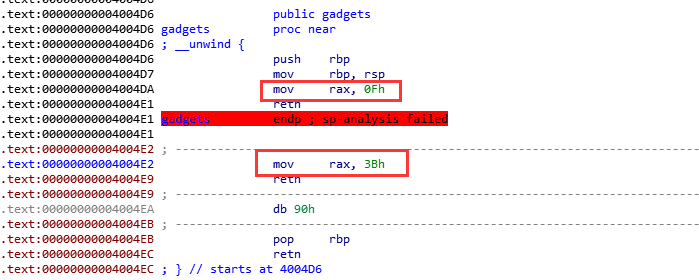 .text:00000000004004D6 public gadgets
.text:00000000004004D6 gadgets proc near
.text:00000000004004D6 ; __unwind {
.text:00000000004004D6 push rbp
.text:00000000004004D7 mov rbp, rsp
.text:00000000004004DA mov rax, 0Fh
.text:00000000004004E1 retn
.text:00000000004004E1 gadgets endp ; sp-analysis failed
.text:00000000004004E1
.text:00000000004004E2 ; ---------------------------------------------------------------------------
.text:00000000004004E2 mov rax, 3Bh
.text:00000000004004E9 retn
.text:00000000004004E9 ; ---------------------------------------------------------------------------
.text:00000000004004EA db 90h
.text:00000000004004EB ; ---------------------------------------------------------------------------
.text:00000000004004EB pop rbp
.text:00000000004004EC retn
.text:00000000004004EC ; } // starts at 4004D6